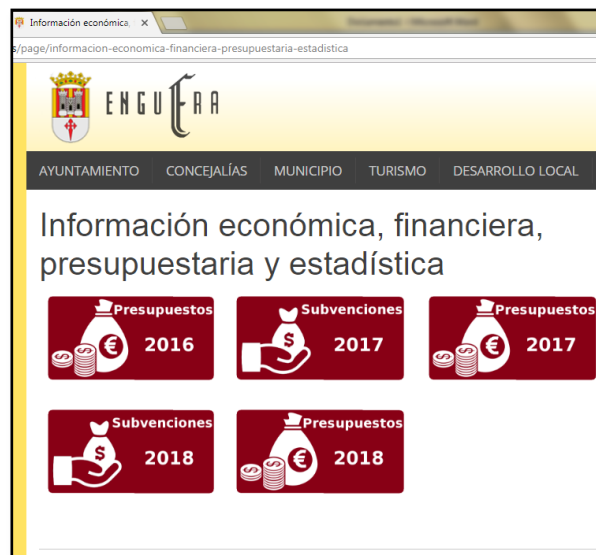 Información económica,
s/page/informacion-economica-financiera-presupuestaria-estadistica
ENGUERA
AYUNTAMIENTO CONCEJALÍAS MUNICIPIO TURISMO DESARROLLO LOCAL
Información económica, financiera,
presupuestaria y estadística
Presupuestos
2016
Subvenciones
2017
Presupuestos
2017
Subvenciones
2018
Presupuestos
2018